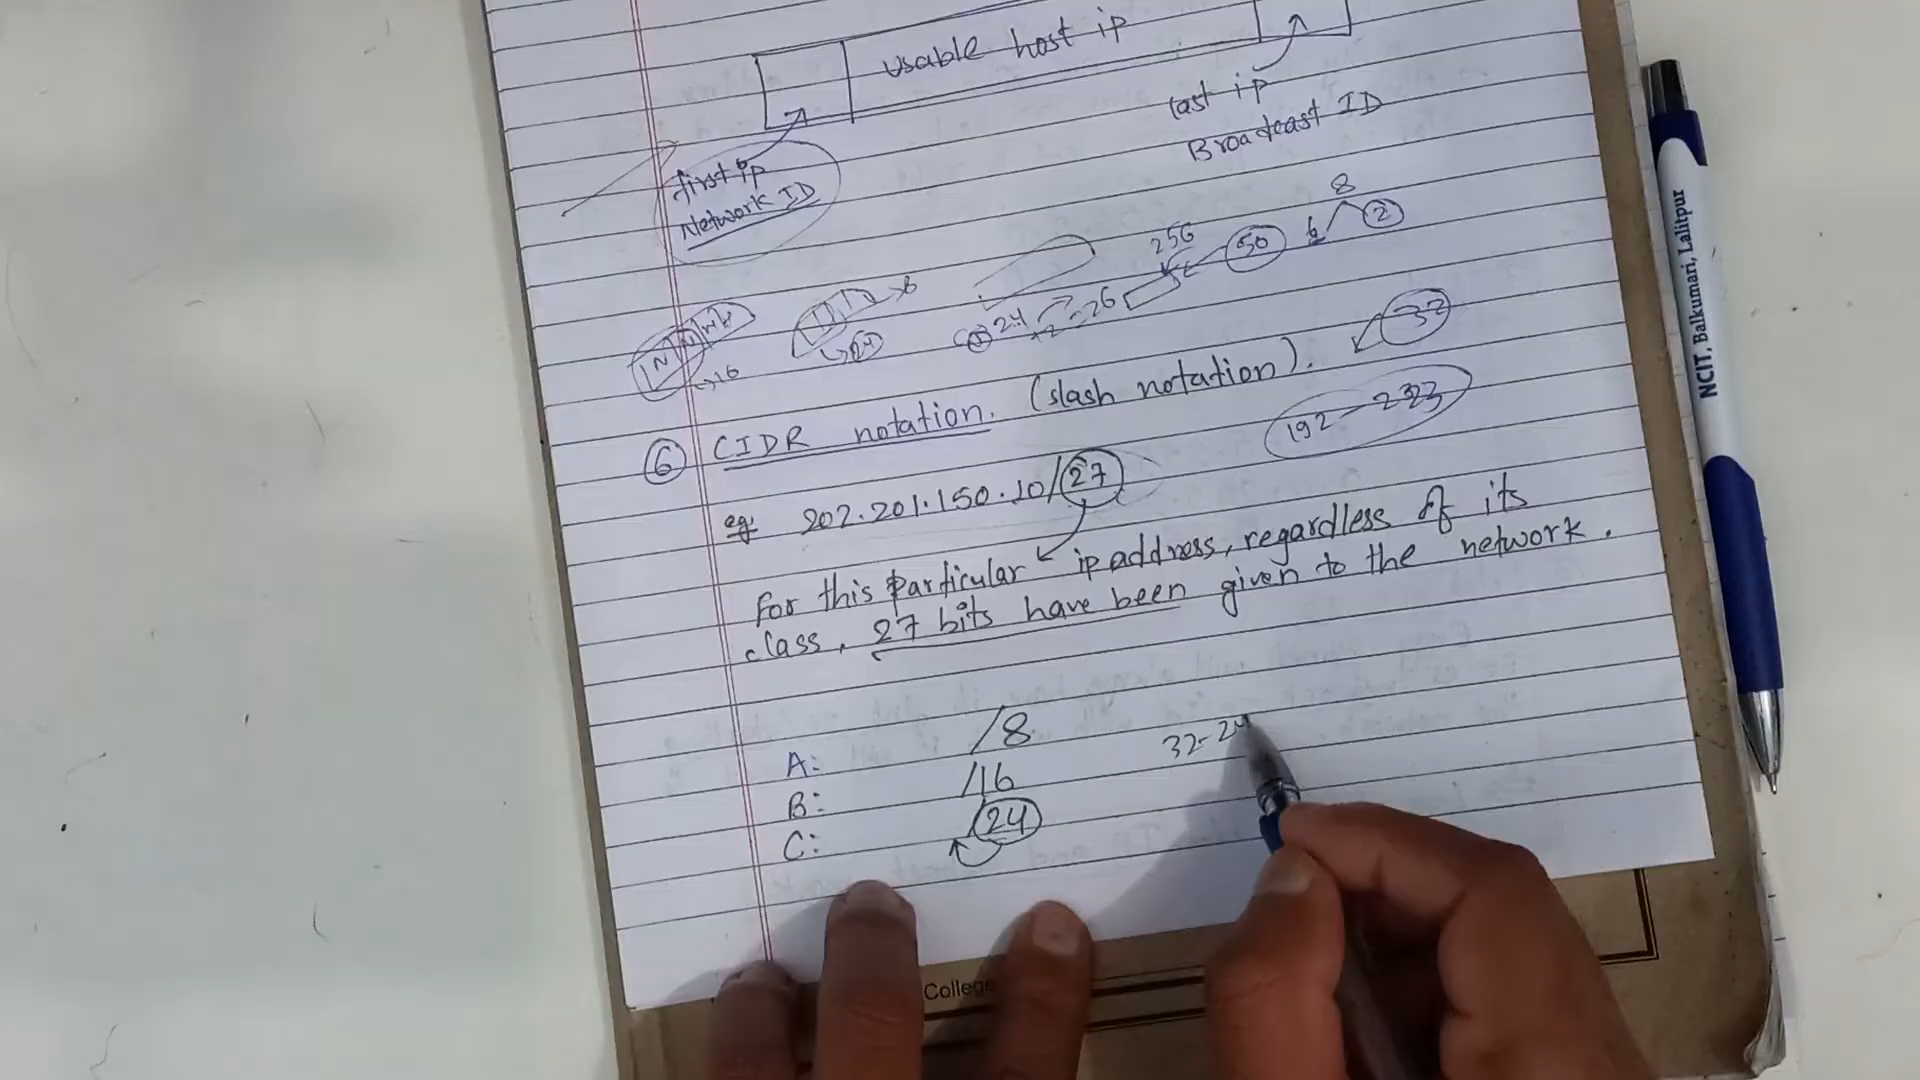 usable host ip
last ip
Broadcast ID
first ip
Network ID
8
256
50
6
2
24
+2 = 26
16
32
6 CIDR notation. (slash notation).
192 - 223
eg: 202.201.150.10/27
For this particular ip address, regardless of its
class, 27 bits have been given to the network.
A: /8
B: /16
C: /24
32-24
NCIT, Balkumari, Lalitpur
College